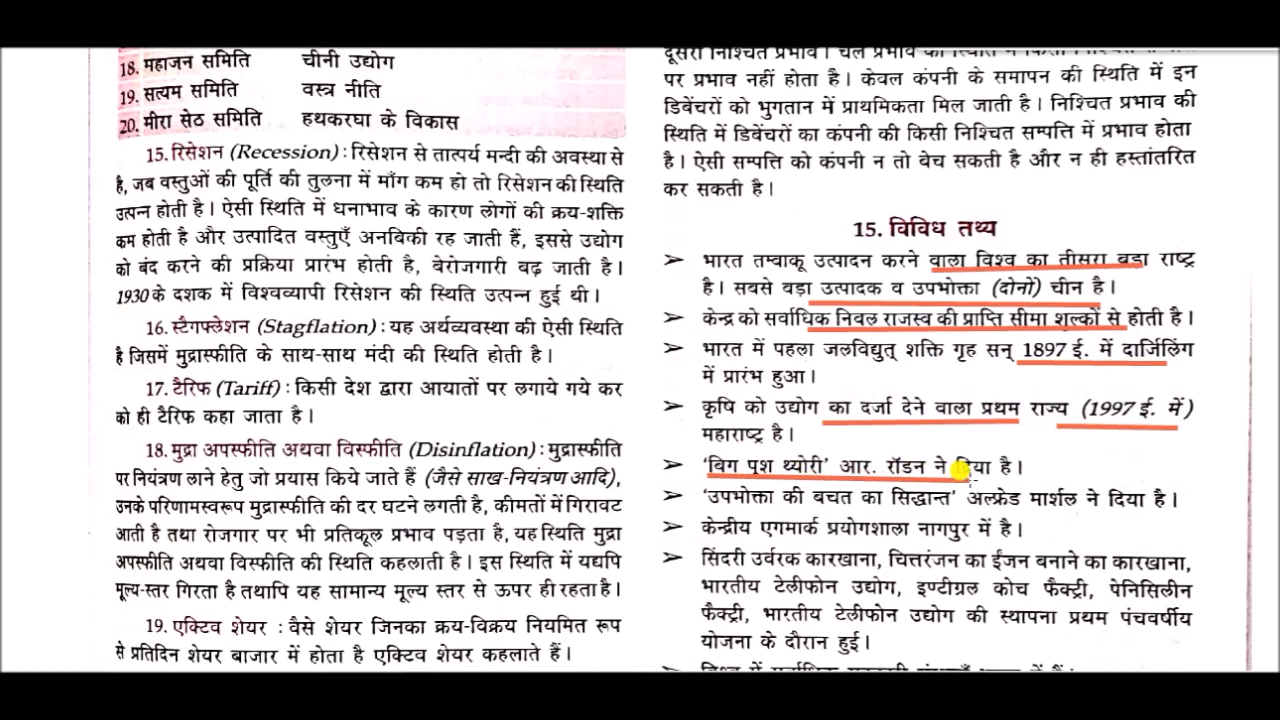 18. महाजन समिति चीनी उद्योग
19. सत्यम समिति वस्त्र नीति
20. मीरा सेठ समिति हथकरघा के विकास
15. रिसेशन (Recession) : रिसेशन से तात्पर्य मन्दी की अवस्था से
है, जब वस्तुओं की पूर्ति की तुलना में माँग कम हो तो रिसेशन की स्थिति
उत्पन्न होती है। ऐसी स्थिति में धनाभाव के कारण लोगों की क्रय-शक्ति
कम होती है और उत्पादित वस्तुएँ अनबिकी रह जाती हैं, इससे उद्योग
को बंद करने की प्रक्रिया प्रारंभ होती है, बेरोजगारी बढ़ जाती है।
1930 के दशक में विश्वव्यापी रिसेशन की स्थिति उत्पन्न हुई थी।
16. स्टैगफ्लेशन (Stagflation) : यह अर्थव्यवस्था की ऐसी स्थिति
है जिसमें मुद्रास्फीति के साथ-साथ मंदी की स्थिति होती है।
17. टैरिफ (Tariff) : किसी देश द्वारा आयातों पर लगाये गये कर
को ही टैरिफ कहा जाता है।
18. मुद्रा अपस्फीति अथवा विस्फीति (Disinflation) : मुद्रास्फीति
पर नियंत्रण लाने हेतु जो प्रयास किये जाते हैं (जैसे साख-नियंत्रण आदि),
उनके परिणामस्वरूप मुद्रास्फीति की दर घटने लगती है, कीमतों में गिरावट
आती है तथा रोजगार पर भी प्रतिकूल प्रभाव पड़ता है, यह स्थिति मुद्रा
अपस्फीति अथवा विस्फीति की स्थिति कहलाती है। इस स्थिति में यद्यपि
मूल्य-स्तर गिरता है तथापि यह सामान्य मूल्य स्तर से ऊपर ही रहता है।
19. एक्टिव शेयर : वैसे शेयर जिनका क्रय-विक्रय नियमित रूप
से प्रतिदिन शेयर बाजार में होता है एक्टिव शेयर कहलाते हैं।
दूसरी निश्चित प्रभाव। चल प्रभाव की स्थिति में किसी
पर प्रभाव नहीं होता है। केवल कंपनी के समापन की स्थिति में इन
डिबेंचरों को भुगतान में प्राथमिकता मिल जाती है। निश्चित प्रभाव की
स्थिति में डिबेंचरों का कंपनी की किसी निश्चित सम्पत्ति में प्रभाव होता
है। ऐसी सम्पत्ति को कंपनी न तो बेच सकती है और न ही हस्तांतरित
कर सकती है।
15. विविध तथ्य
➢ भारत तम्वाकू उत्पादन करने वाला विश्व का तीसरा बड़ा राष्ट्र
है। सबसे बड़ा उत्पादक व उपभोक्ता (दोनों) चीन है।
➢ केन्द्र को सर्वाधिक निवल राजस्व की प्राप्ति सीमा शुल्कों से होती है।
➢ भारत में पहला जलविद्युत् शक्ति गृह सन् 1897 ई. में दार्जिलिंग
में प्रारंभ हुआ।
➢ कृषि को उद्योग का दर्जा देने वाला प्रथम राज्य (1997 ई. में)
महाराष्ट्र है।
➢ ‘बिग पुश थ्योरी’ आर. रॉडन ने दिया है।
➢ ‘उपभोक्ता की बचत का सिद्धान्त’ अल्फ्रेड मार्शल ने दिया है।
➢ केन्द्रीय एगमार्क प्रयोगशाला नागपुर में है।
➢ सिंदरी उर्वरक कारखाना, चित्तरंजन का ईंजन बनाने का कारखाना,
भारतीय टेलीफोन उद्योग, इण्टीग्रल कोच फैक्ट्री, पेनिसिलीन
फैक्ट्री, भारतीय टेलीफोन उद्योग की स्थापना प्रथम पंचवर्षीय
योजना के दौरान हुई।